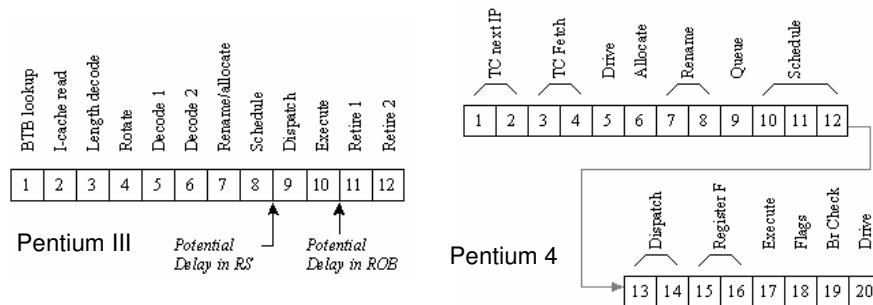 BTB lookup
I-cache read
Length decode
Rotate
Decode 1
Decode 2
Rename/allocate
Schedule
Dispatch
Execute
Retire 1
Retire 2
1 2 3 4 5 6 7 8 9 10 11 12
Pentium III
Potential
Delay in RS
Potential
Delay in ROB
TC next IP
TC Fetch
Drive
Allocate
Rename
Queue
Schedule
1 2 3 4 5 6 7 8 9 10 11 12
Dispatch
Register F
Execute
Flags
Br Check
Drive
Pentium 4
13 14 15 16 17 18 19 20